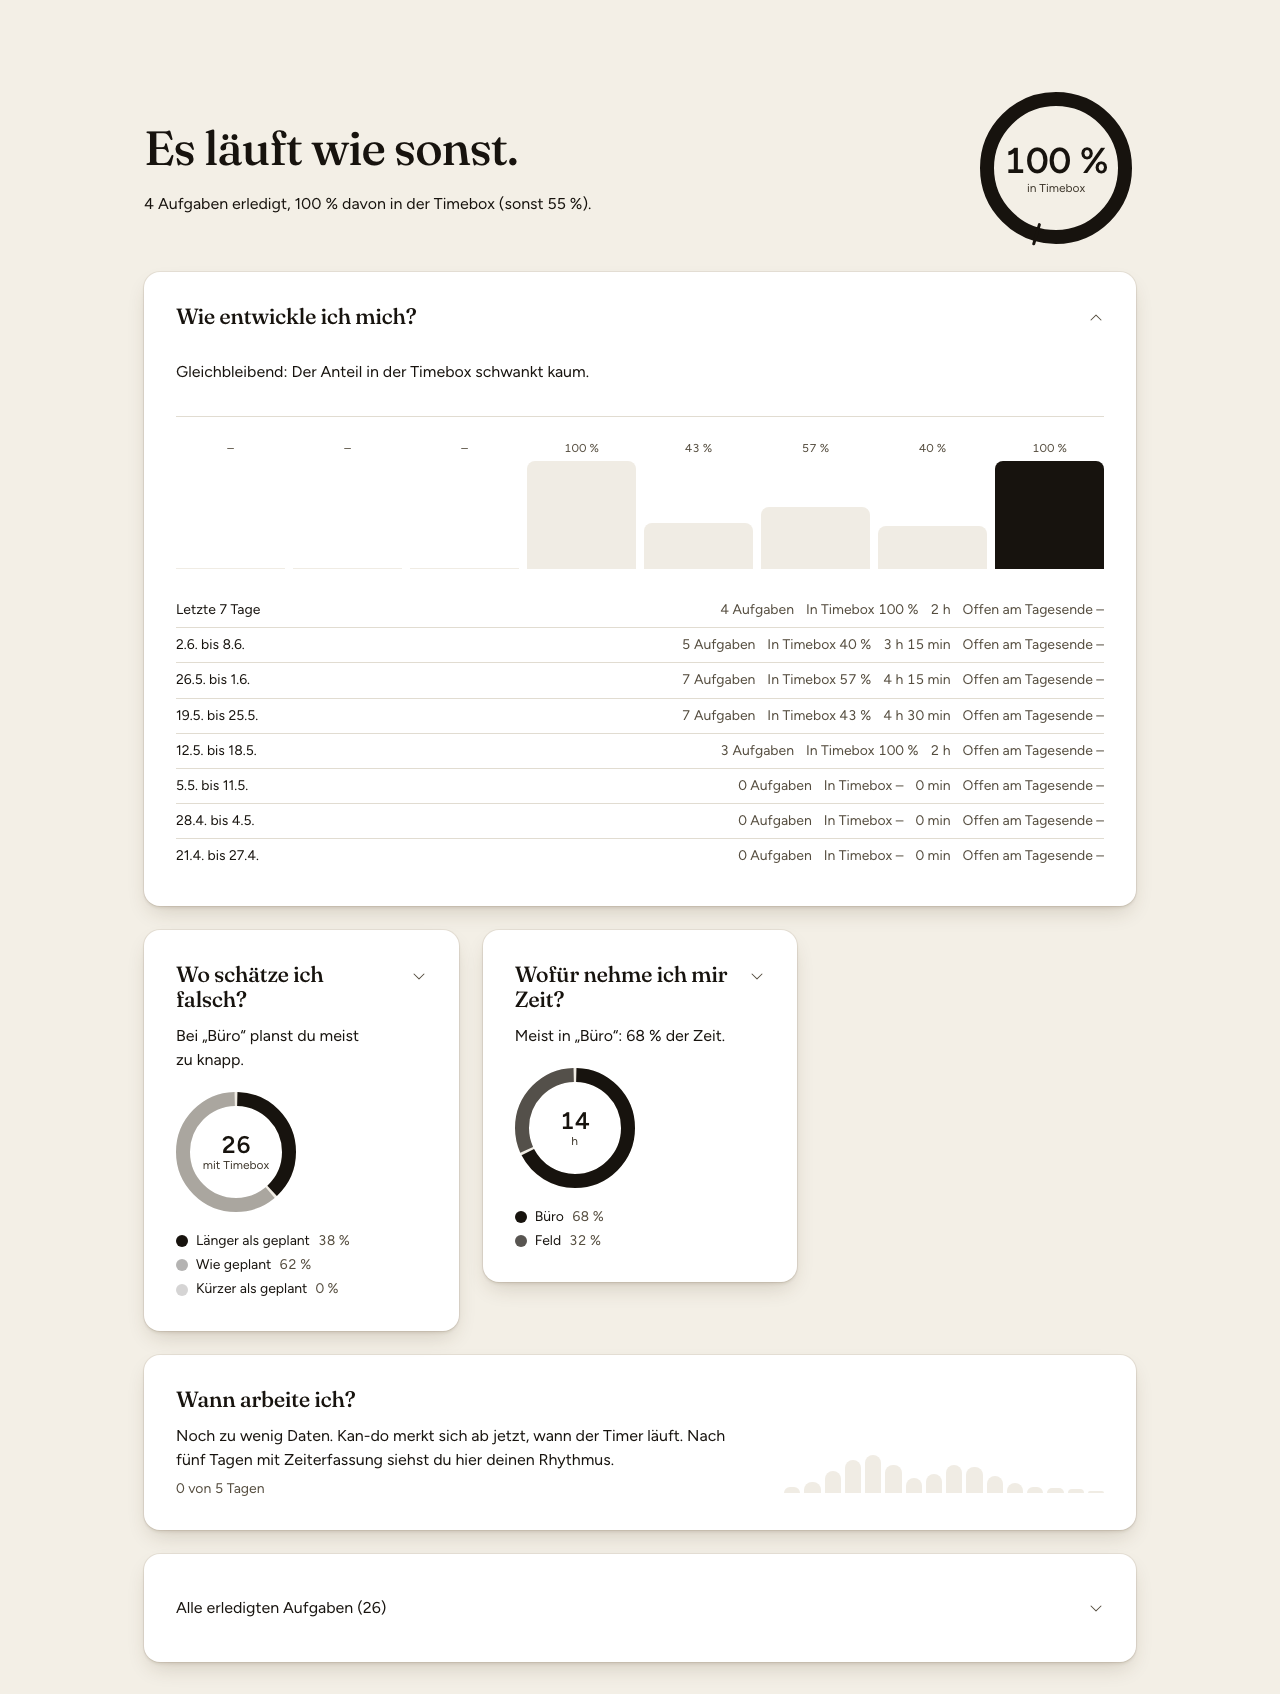 Es läuft wie sonst.
4 Aufgaben erledigt, 100 % davon in der Timebox (sonst 55 %).
100 %
in Timebox
Wie entwickle ich mich?
Gleichbleibend: Der Anteil in der Timebox schwankt kaum.
– – – 100 % 43 % 57 % 40 % 100 %
Letzte 7 Tage 4 Aufgaben In Timebox 100 % 2 h Offen am Tagesende –
2.6. bis 8.6. 5 Aufgaben In Timebox 40 % 3 h 15 min Offen am Tagesende –
26.5. bis 1.6. 7 Aufgaben In Timebox 57 % 4 h 15 min Offen am Tagesende –
19.5. bis 25.5. 7 Aufgaben In Timebox 43 % 4 h 30 min Offen am Tagesende –
12.5. bis 18.5. 3 Aufgaben In Timebox 100 % 2 h Offen am Tagesende –
5.5. bis 11.5. 0 Aufgaben In Timebox – 0 min Offen am Tagesende –
28.4. bis 4.5. 0 Aufgaben In Timebox – 0 min Offen am Tagesende –
21.4. bis 27.4. 0 Aufgaben In Timebox – 0 min Offen am Tagesende –
Wo schätze ich
falsch?
Bei „Büro“ planst du meist
zu knapp.
26
mit Timebox
Länger als geplant 38 %
Wie geplant 62 %
Kürzer als geplant 0 %
Wofür nehme ich mir
Zeit?
Meist in „Büro“: 68 % der Zeit.
14
h
Büro 68 %
Feld 32 %
Wann arbeite ich?
Noch zu wenig Daten. Kan-do merkt sich ab jetzt, wann der Timer läuft. Nach
fünf Tagen mit Zeiterfassung siehst du hier deinen Rhythmus.
0 von 5 Tagen
Alle erledigten Aufgaben (26)